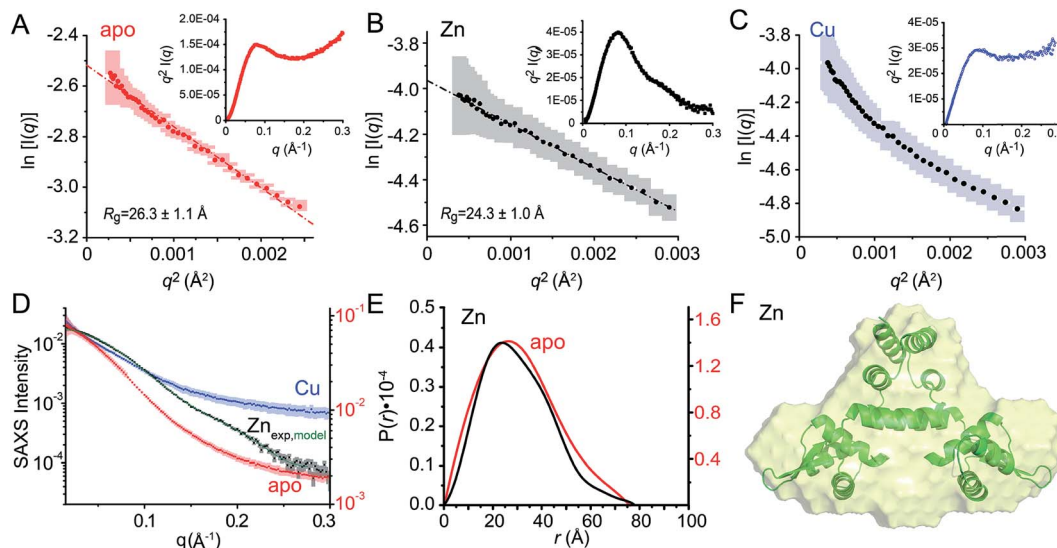 A
apo
-2.4
-2.6
-2.8
-3.0
-3.2
ln [I(q)]
0
0.001
0.002
q² (Å²)
Rg=26.3 ± 1.1 Å
q² I(q)
2.0E-04
1.5E-04
1.0E-04
5.0E-05
0
0
0.1
0.2
0.3
q (Å-1)
B
Zn
-3.8
-4.0
-4.2
-4.4
-4.6
ln [I(q)]
0
0.001
0.002
0.003
q² (Å²)
Rg=24.3 ± 1.0 Å
q² I(q)
4E-05
3E-05
2E-05
1E-05
0
0
0.1
0.2
0.3
q (Å-1)
C
Cu
-3.8
-4.0
-4.2
-4.4
-4.6
-4.8
-5.0
ln [I(q)]
0
0.001
0.002
0.003
q² (Å²)
q² I(q)
4E-05
3E-05
2E-05
1E-05
0
0
0.1
0.2
0.3
q (Å-1)
D
SAXS Intensity
10-2
10-3
10-4
10-1
10-2
10-3
Cu
Znexp,model
apo
0.1
0.2
0.3
q(Å-1)
E
Zn
apo
P(r)•10-4
0.5
0.4
0.3
0.2
0.1
0.0
1.6
1.2
0.8
0.4
0
20
40
60
80
100
r (Å)
F
Zn